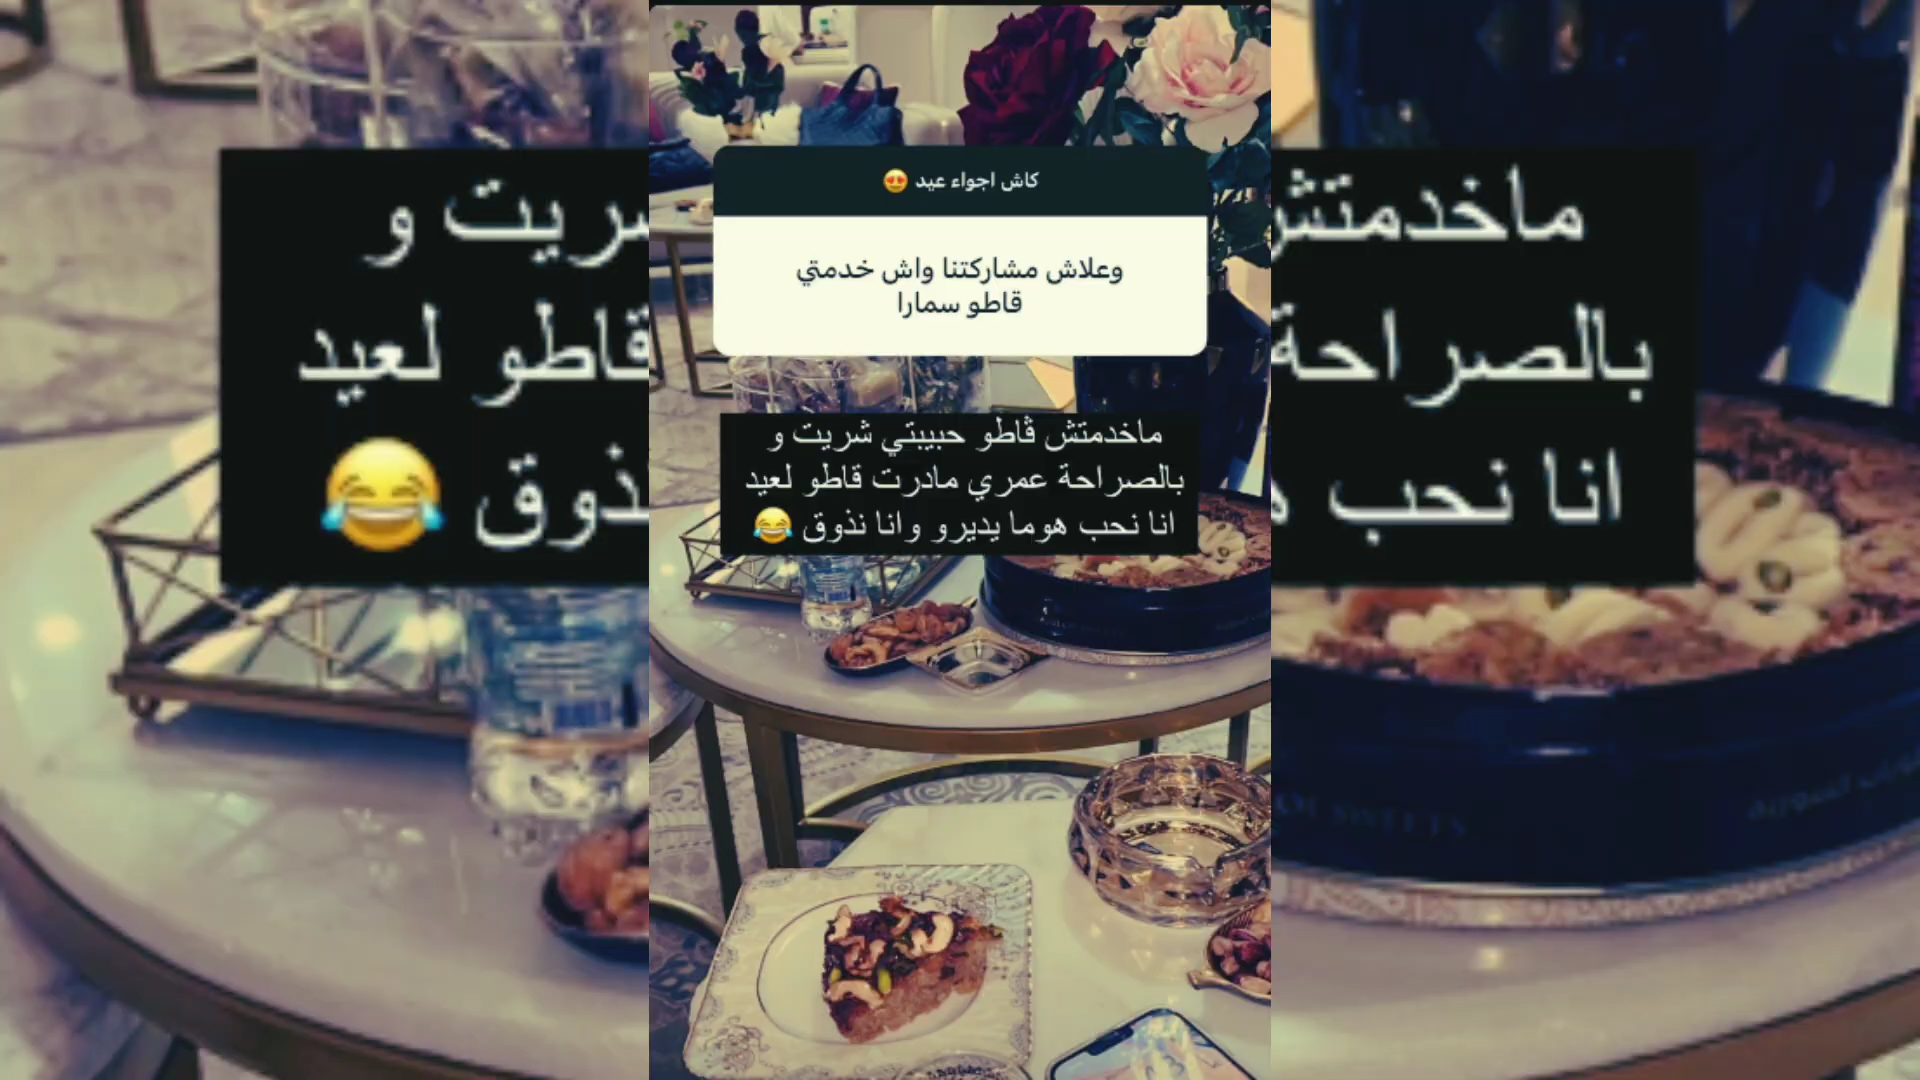 كاش اجواء عيد 😍
وعلاش مشاركتنا واش خدمتي
قاطو سمارا
ماخدمتش ڤاطو حبيبتي شريت و
بالصراحة عمري مادرت قاطو لعيد
انا نحب هوما يديرو وانا نذوق 😂